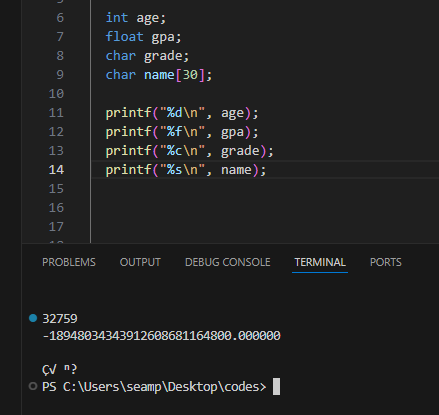 6 int age;
7 float gpa;
8 char grade;
9 char name[30];
10
11 printf("%d\n", age);
12 printf("%f\n", gpa);
13 printf("%c\n", grade);
14 printf("%s\n", name);
15
16
17
PROBLEMS OUTPUT DEBUG CONSOLE TERMINAL PORTS
32759
-18948034343912608681164800.000000
Ç√ ⁿ?
PS C:\Users\seamp\Desktop\codes>